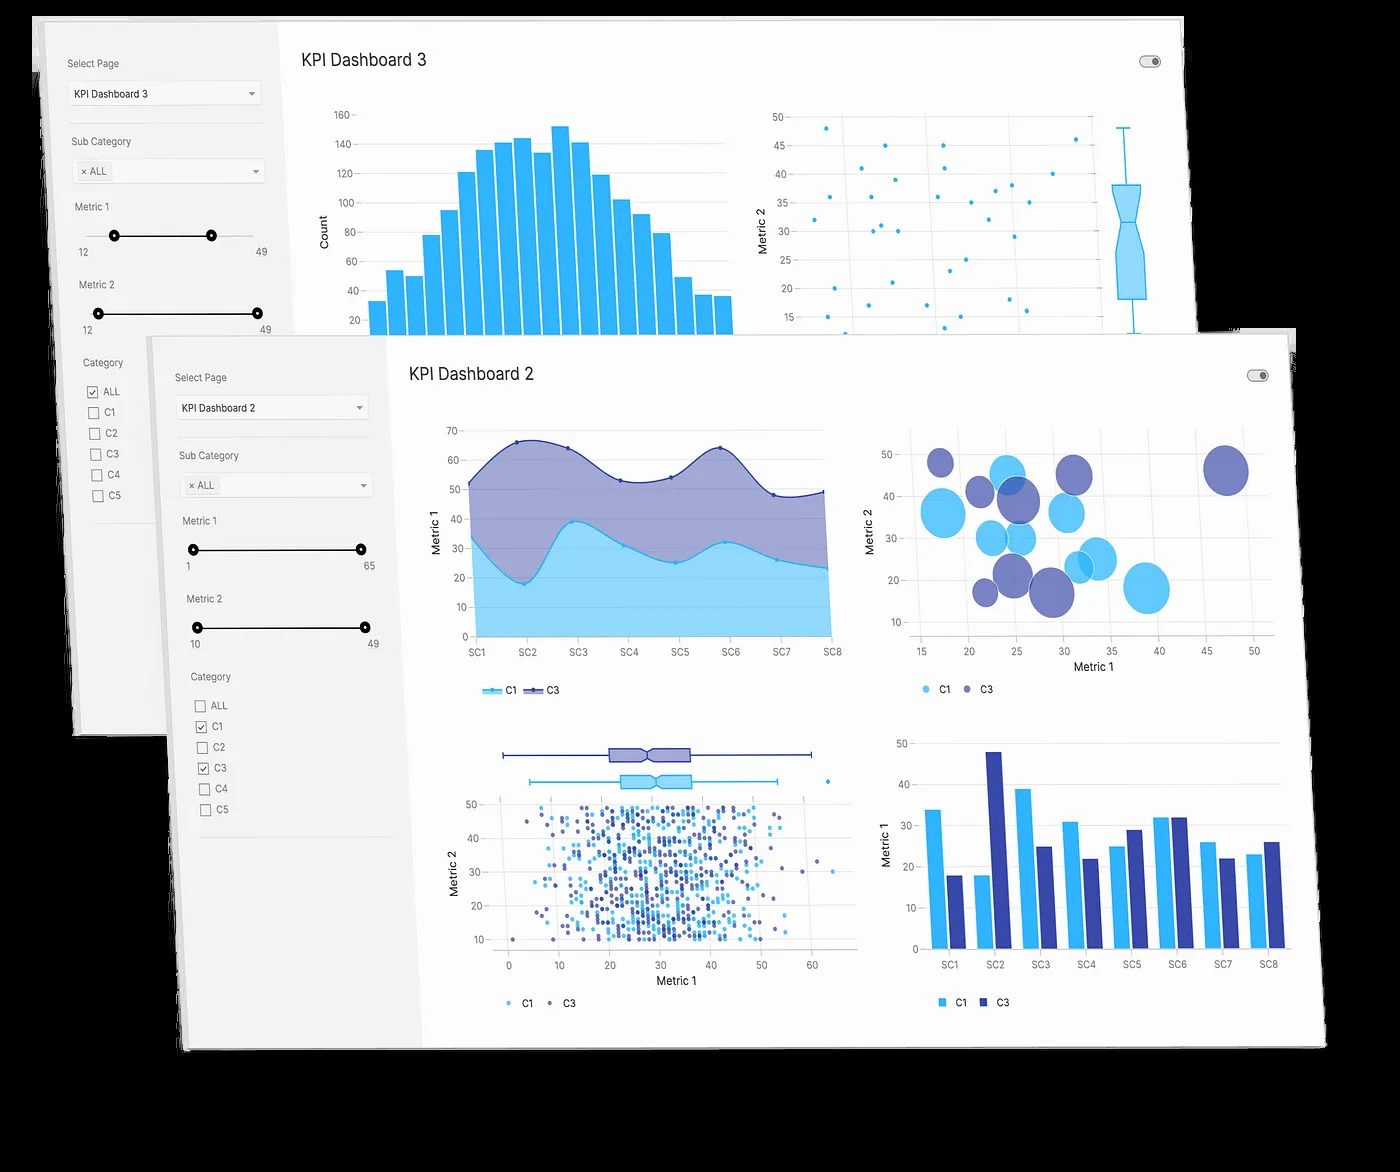 KPI Dashboard 3
Select Page
KPI Dashboard 3
Sub Category
× ALL
Metric 1
12 49
Metric 2
12 49
Category
ALL
C1
C2
C3
C4
C5
160
140
120
100
80
60
40
20
Count
50
45
40
35
30
25
20
15
Metric 2
KPI Dashboard 2
Select Page
KPI Dashboard 2
Sub Category
× ALL
Metric 1
1 65
Metric 2
10 49
Category
ALL
C1
C2
C3
C4
C5
70
60
50
40
30
20
10
0
Metric 1
SC1 SC2 SC3 SC4 SC5 SC6 SC7 SC8
C1 C3
50
40
30
20
10
Metric 2
15 20 25 30 35 40 45 50
Metric 1
C1 C3
50
40
30
20
10
Metric 2
0 10 20 30 40 50 60
Metric 1
C1 C3
50
40
30
20
10
0
Metric 1
SC1 SC2 SC3 SC4 SC5 SC6 SC7 SC8
C1 C3